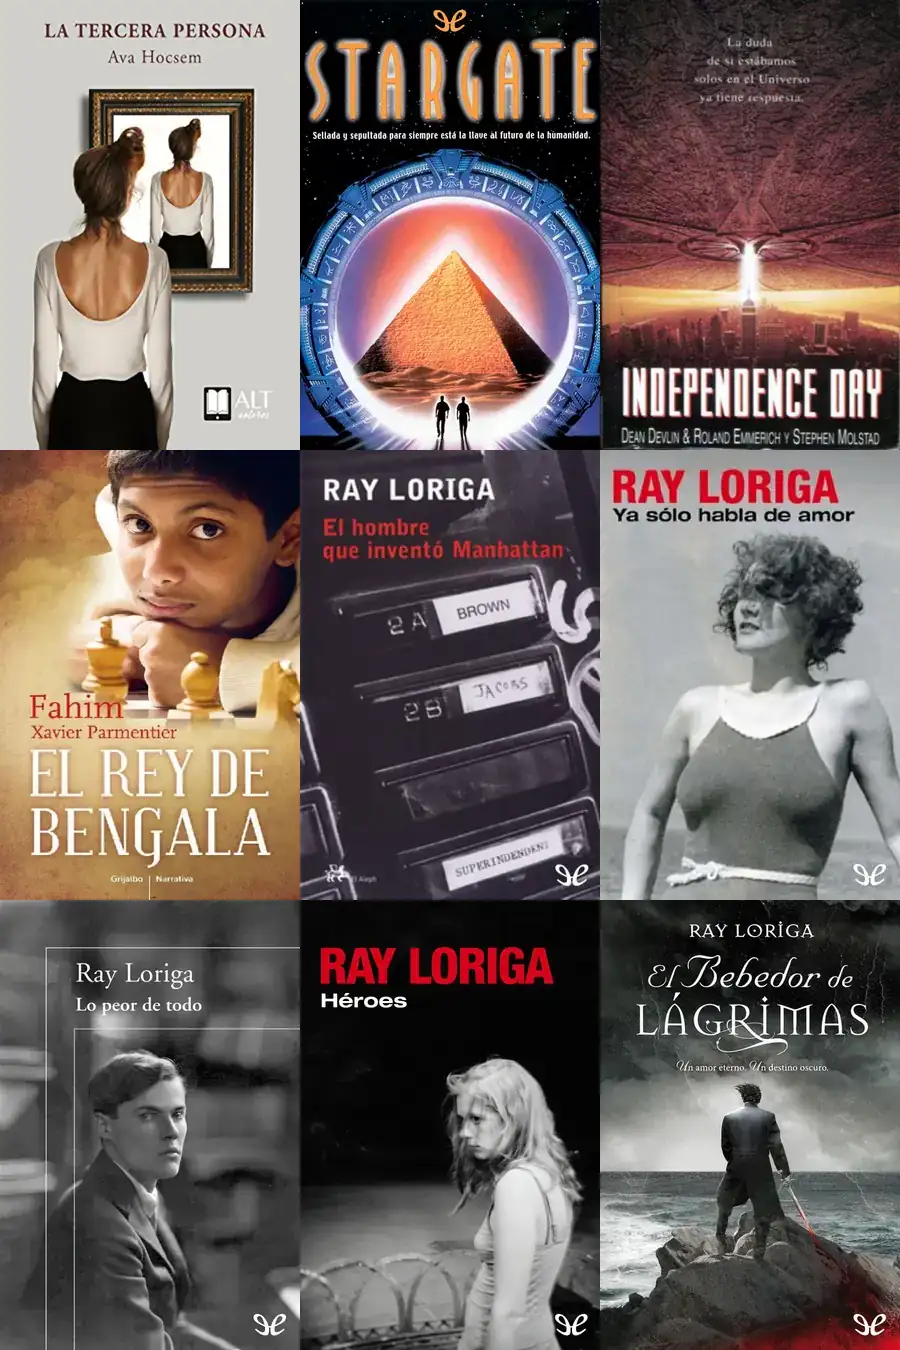 LA TERCERA PERSONA
Ava Hocsem
ALT
autores
STARGATE
Sellada y sepultada para siempre está la llave al futuro de la humanidad.
La duda
de si estábamos
solos en el Universo
ya tiene respuesta.
INDEPENDENCE DAY
DEAN DEVLIN & ROLAND EMMERICH Y STEPHEN MOLSTAD
Fahim
Xavier Parmentier
EL REY DE
BENGALA
Grijalbo Narrativa
RAY LORIGA
El hombre
que inventó Manhattan
2A BROWN
2B JACOBS
SUPERINDENDENT
El Aleph
RAY LORIGA
Ya sólo habla de amor
Ray Loriga
Lo peor de todo
RAY LORIGA
Héroes
RAY LORIGA
El Bebedor de
LÁGRIMAS
Un amor eterno. Un destino oscuro.